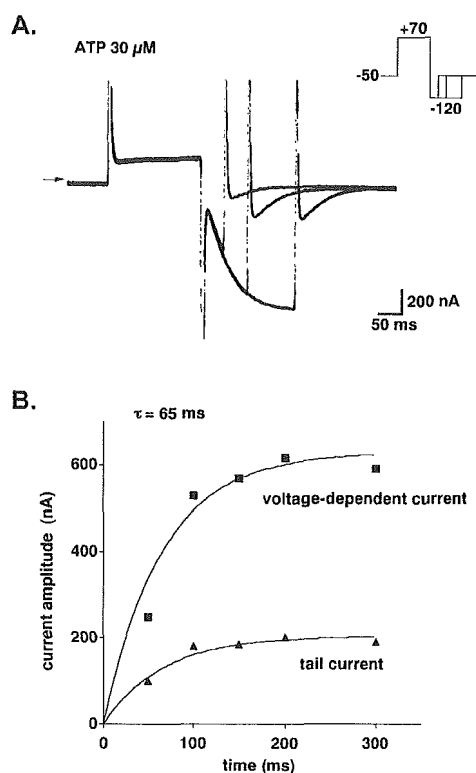 A.
ATP 30 µM
+70
-50
-120
200 nA
50 ms
B.
τ = 65 ms
600
400
200
0
current amplitude (nA)
voltage-dependent current
tail current
0
100
200
300
time (ms)